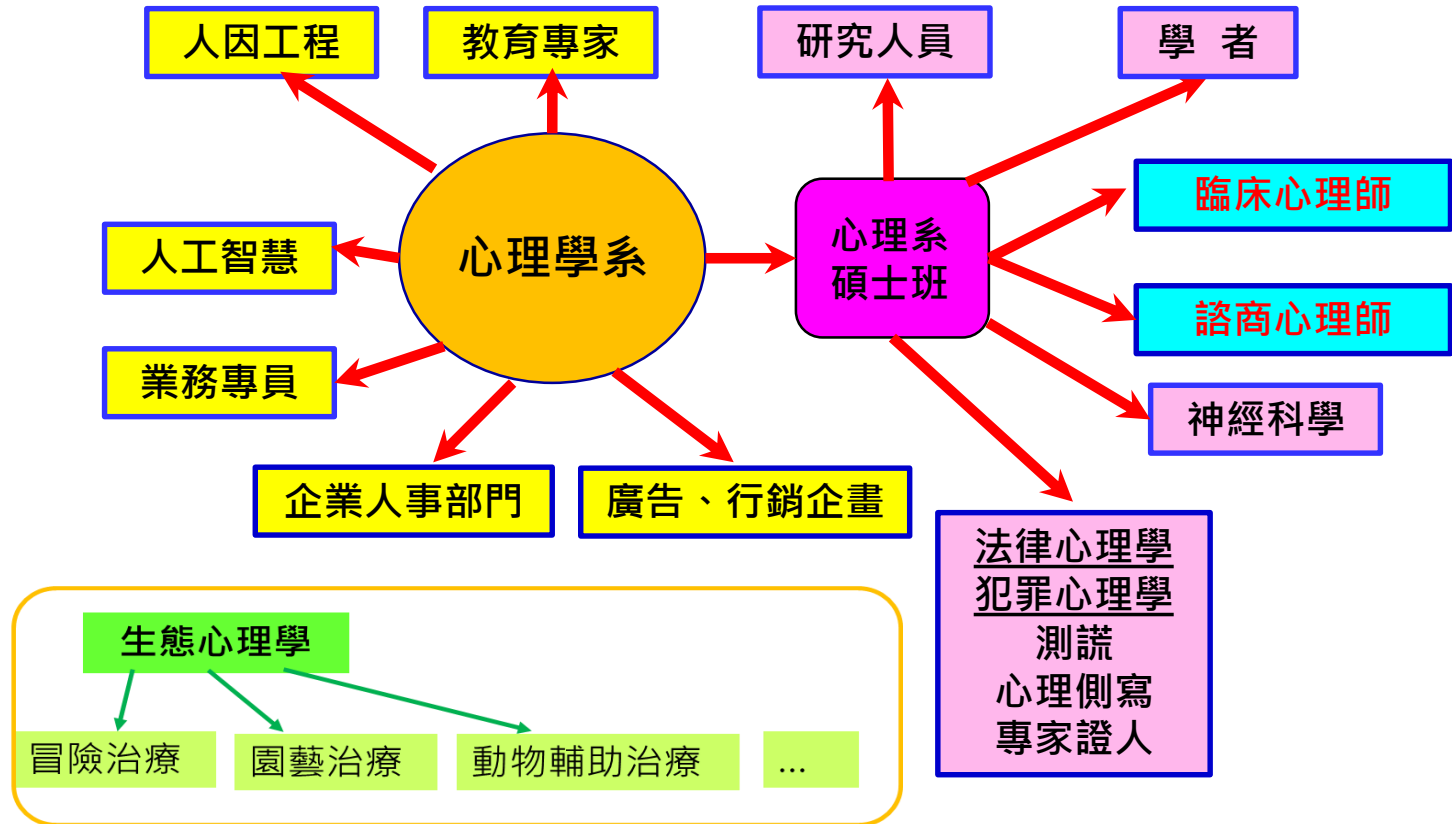 人因工程
教育專家
研究人員
學 者
臨床心理師
心理系
碩士班
心理學系
人工智慧
諮商心理師
業務專員
神經科學
企業人事部門
廣告、行銷企畫
法律心理學
犯罪心理學
測謊
心理側寫
專家證人
生態心理學
冒險治療
園藝治療
動物輔助治療
...